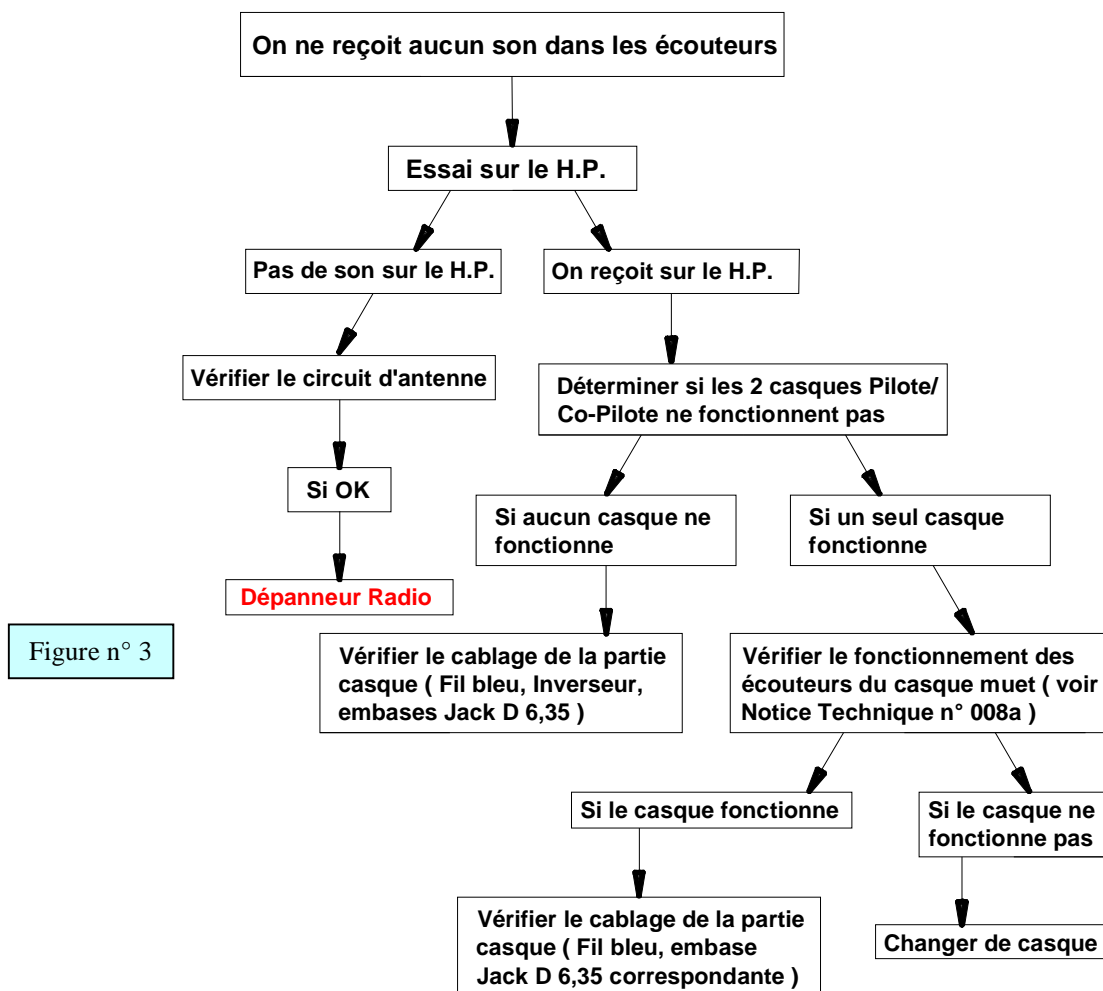 On ne reçoit aucun son dans les écouteurs
Essai sur le H.P.
Pas de son sur le H.P.
On reçoit sur le H.P.
Vérifier le circuit d'antenne
Déterminer si les 2 casques Pilote/
Co-Pilote ne fonctionnent pas
Si OK
Si aucun casque ne
fonctionne
Si un seul casque
fonctionne
Dépanneur Radio
Figure n° 3
Vérifier le cablage de la partie
casque ( Fil bleu, Inverseur,
embases Jack D 6,35 )
Vérifier le fonctionnement des
écouteurs du casque muet ( voir
Notice Technique n° 008a )
Si le casque fonctionne
Si le casque ne
fonctionne pas
Vérifier le cablage de la partie
casque ( Fil bleu, embase
Jack D 6,35 correspondante )
Changer de casque